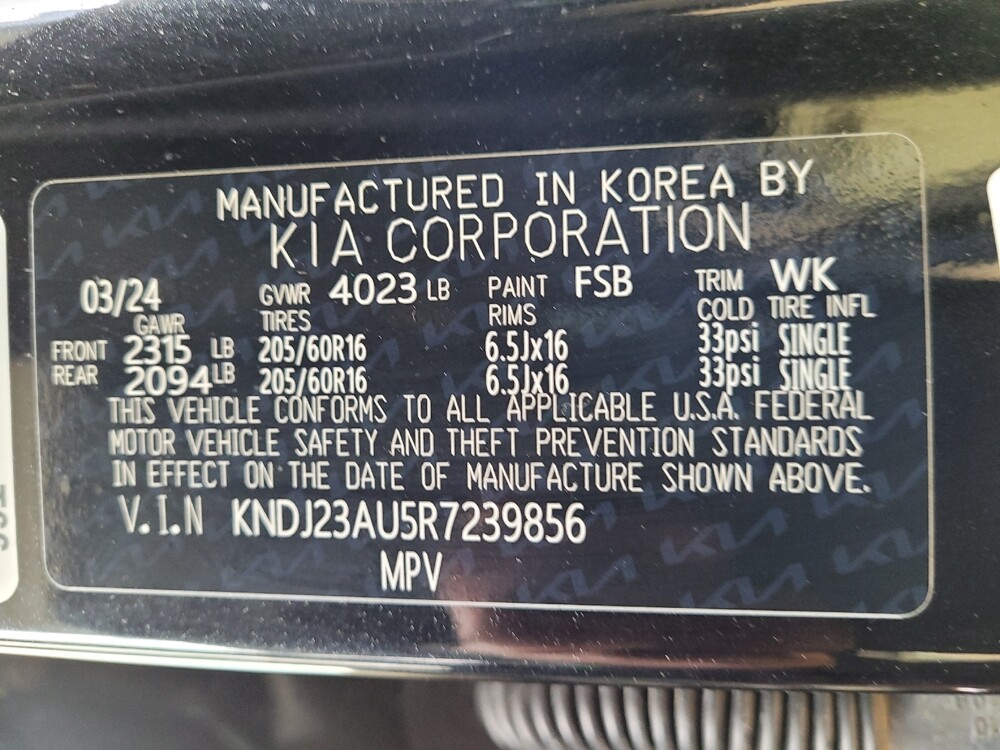 MANUFACTURED IN KOREA BY
KIA CORPORATION
03/24 GVWR 4023 LB PAINT FSB TRIM WK
GAWR TIRES RIMS COLD TIRE INFL
FRONT 2315 LB 205/60R16 6.5Jx16 33psi SINGLE
REAR 2094 LB 205/60R16 6.5Jx16 33psi SINGLE
THIS VEHICLE CONFORMS TO ALL APPLICABLE U.S.A. FEDERAL
MOTOR VEHICLE SAFETY AND THEFT PREVENTION STANDARDS
IN EFFECT ON THE DATE OF MANUFACTURE SHOWN ABOVE.
V.I.N KNDJ23AU5R7239856
MPV